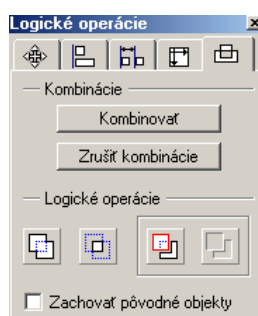 Logické operácie
Kombinácie
Kombinovať
Zrušiť kombinácie
Logické operácie
Zachovať pôvodné objekty